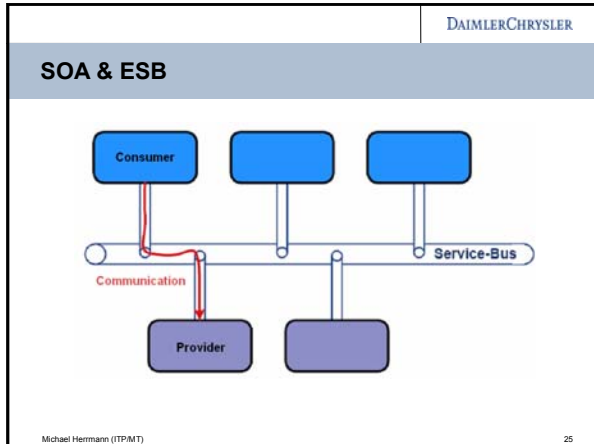 DAIMLERCHRYSLER
SOA & ESB
Consumer
Service-Bus
Communication
Provider
Michael Herrmann (ITP/MT)
25